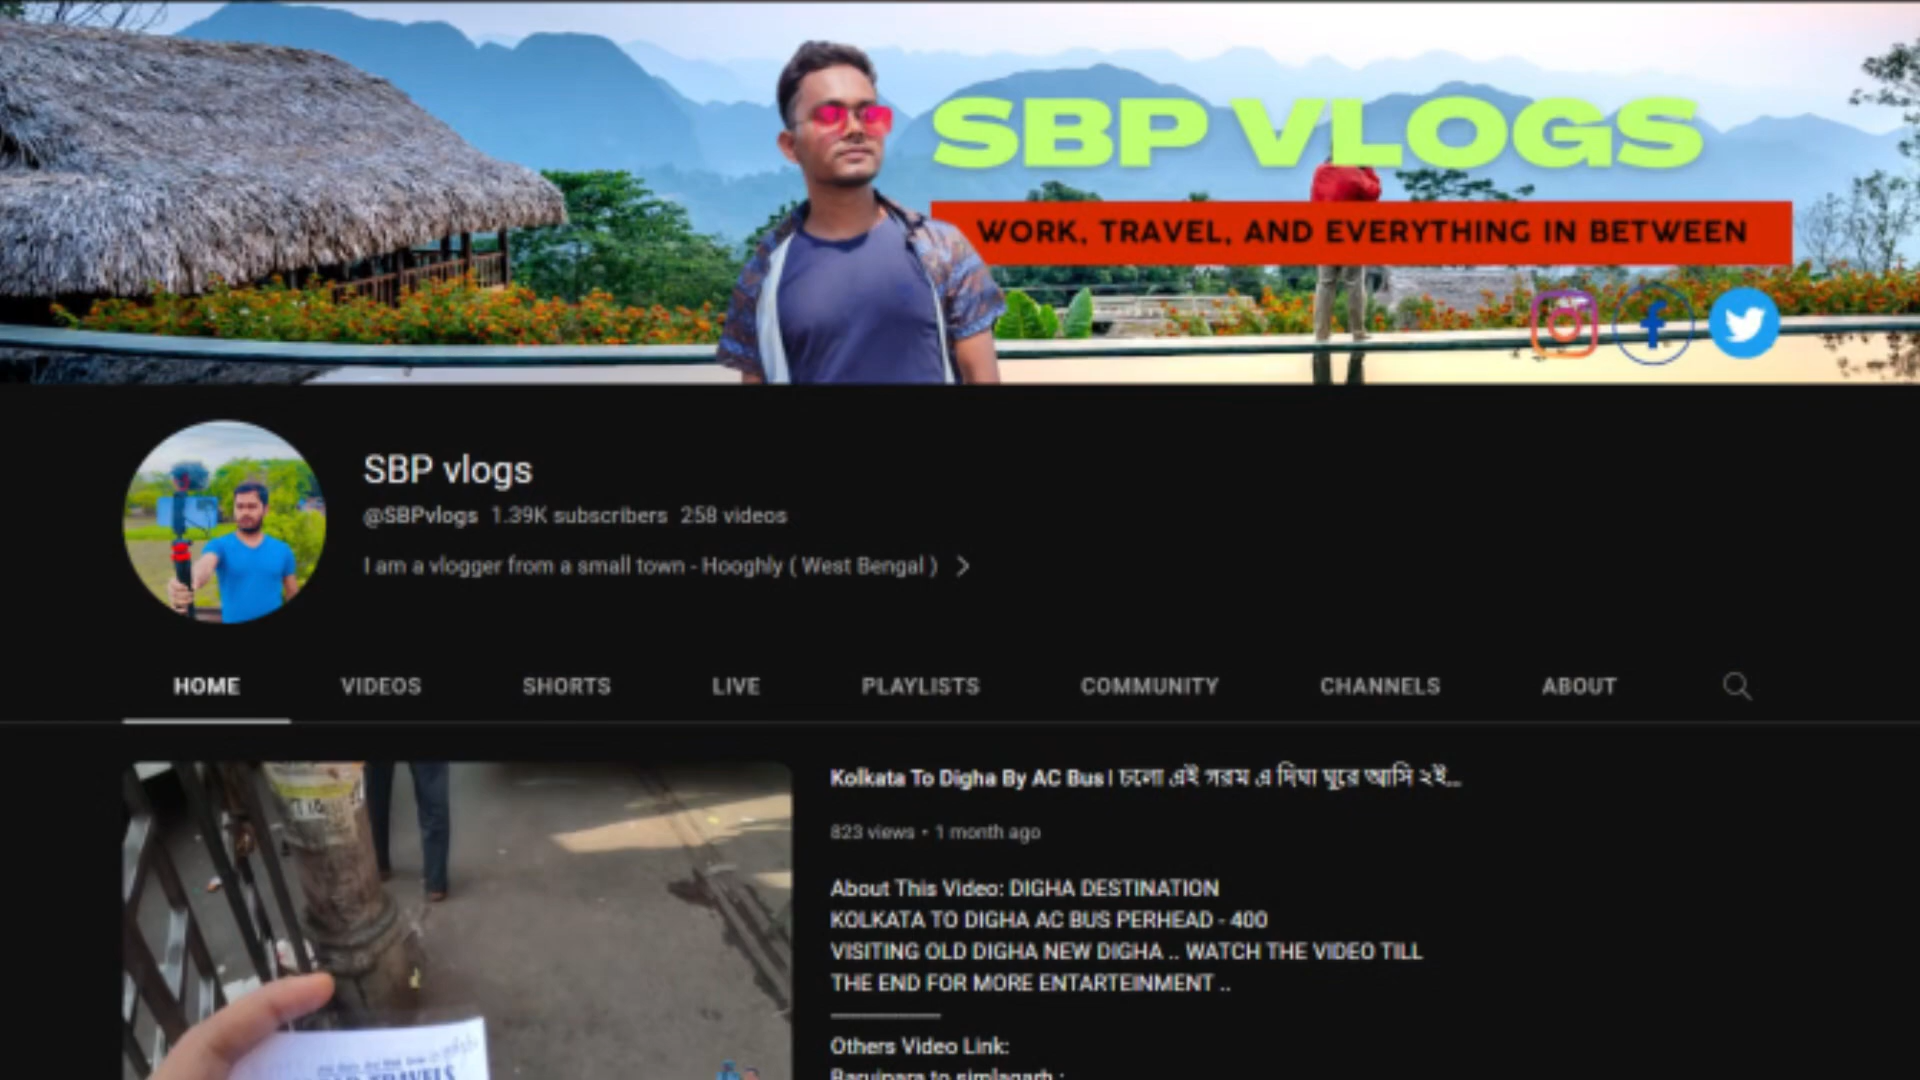 SBP VLOGS
WORK, TRAVEL, AND EVERYTHING IN BETWEEN
SBP vlogs
@SBPvlogs 1.39K subscribers 258 videos
I am a vlogger from a small town - Hooghly ( West Bengal )
HOME VIDEOS SHORTS LIVE PLAYLISTS COMMUNITY CHANNELS ABOUT
Kolkata To Digha By AC Bus | চলো এই গরম এ দিঘা ঘুরে আসি ২ই...
823 views • 1 month ago
About This Video: DIGHA DESTINATION
KOLKATA TO DIGHA AC BUS PERHEAD - 400
VISITING OLD DIGHA NEW DIGHA .. WATCH THE VIDEO TILL
THE END FOR MORE ENTARTEINMENT ..
Others Video Link:
Baruipara to simlagarh :
TRAVELS